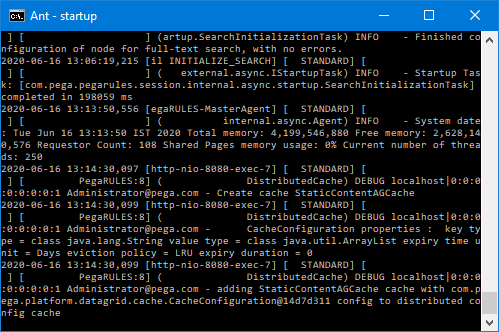 Ant - startup
] [                    ] (artup.SearchInitializationTask) INFO    - Finished co
nfiguration of node for full-text search, with no errors.
2020-06-16 13:06:19,215 [il INITIALIZE_SEARCH] [  STANDARD] [
] [                    ] (   external.async.IStartupTask) INFO    - Startup Tas
k: [com.pega.pegarules.session.internal.async.startup.SearchInitializationTask]
completed in 198059 ms
2020-06-16 13:13:50,556 [egaRULES-MasterAgent] [  STANDARD] [
] [                    ] (          internal.async.Agent) INFO    - System date
: Tue Jun 16 13:13:50 IST 2020 Total memory: 4,199,546,880 Free memory: 2,628,14
0,576 Requestor Count: 108 Shared Pages memory usage: 0% Current number of threa
ds: 250
2020-06-16 13:14:30,097 [http-nio-8080-exec-7] [  STANDARD] [
] [         PegaRULES:8] (              DistributedCache) DEBUG localhost|0:0:0
:0:0:0:0:1 Administrator@pega.com - Create cache StaticContentAGCache
2020-06-16 13:14:30,099 [http-nio-8080-exec-7] [  STANDARD] [
] [         PegaRULES:8] (              DistributedCache) DEBUG localhost|0:0:0
:0:0:0:0:1 Administrator@pega.com -      CacheConfiguration properties :  key ty
pe = class java.lang.String value type = class java.util.ArrayList expiry time u
nit = Days eviction policy = LRU expiry duration = 0
2020-06-16 13:14:30,099 [http-nio-8080-exec-7] [  STANDARD] [
] [         PegaRULES:8] (              DistributedCache) DEBUG localhost|0:0:0
:0:0:0:0:1 Administrator@pega.com - adding StaticContentAGCache cache with com.p
ega.platform.datagrid.cache.CacheConfiguration@14d7d311 config to distributed co
nfig cache